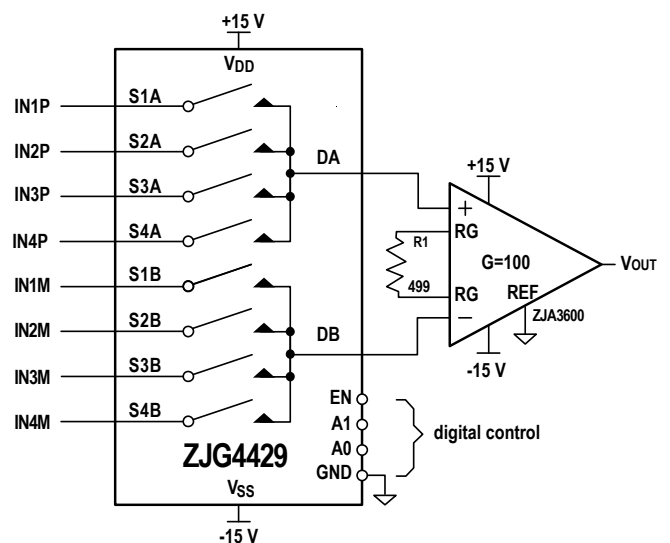 +15 V
VDD
IN1P S1A
IN2P S2A
IN3P S3A
IN4P S4A
IN1M S1B
IN2M S2B
IN3M S3B
IN4M S4B
DA
DB
EN
A1
A0
GND
digital control
ZJG4429
VSS
-15 V
+15 V
+
RG
R1
G=100
499
RG
REF
−
ZJA3600
VOUT
-15 V